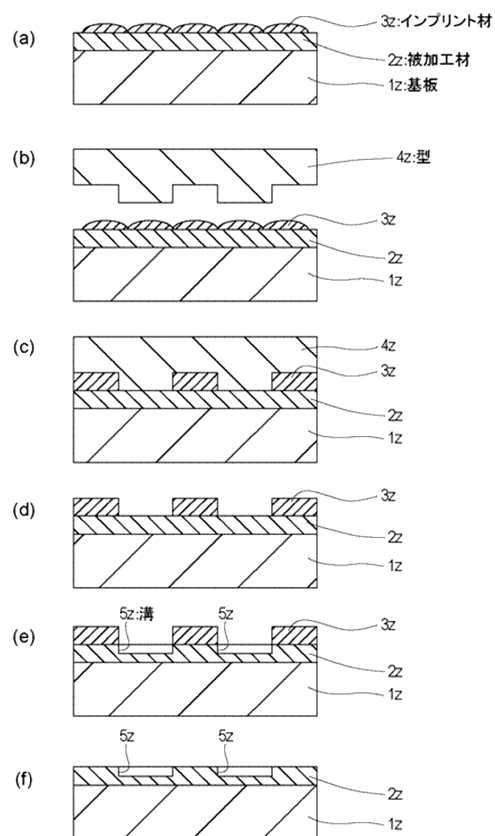 (a)
3z:インプリント材
2z:被加工材
1z:基板
(b)
4z:型
3z
2z
1z
(c)
4z
3z
2z
1z
(d)
3z
2z
1z
(e)
5z:溝
5z
3z
2z
1z
(f)
5z
5z
2z
1z